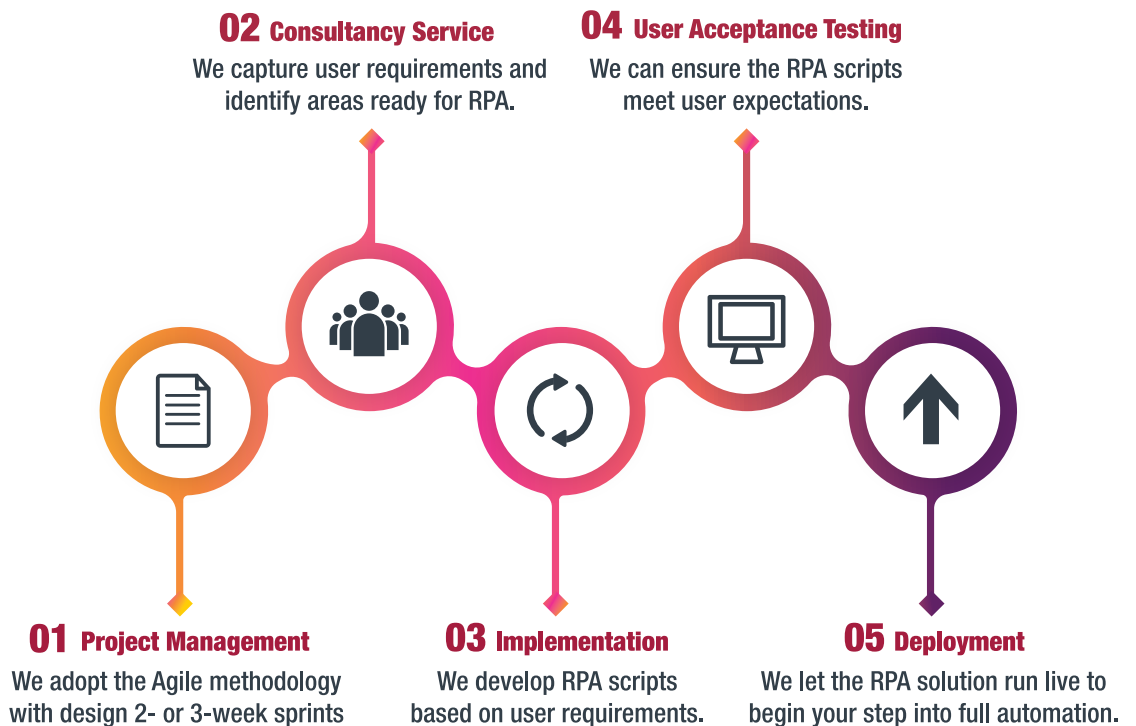 01 Project Management
We adopt the Agile methodology
with design 2- or 3-week sprints
02 Consultancy Service
We capture user requirements and
identify areas ready for RPA.
03 Implementation
We develop RPA scripts
based on user requirements.
04 User Acceptance Testing
We can ensure the RPA scripts
meet user expectations.
05 Deployment
We let the RPA solution run live to
begin your step into full automation.